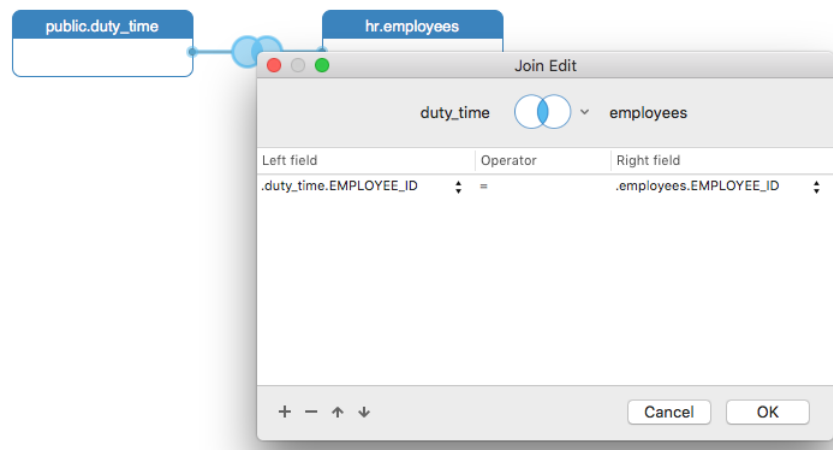 public.duty_time
hr.employees
Join Edit
duty_time
employees
Left field Operator Right field
.duty_time.EMPLOYEE_ID = .employees.EMPLOYEE_ID
Cancel OK